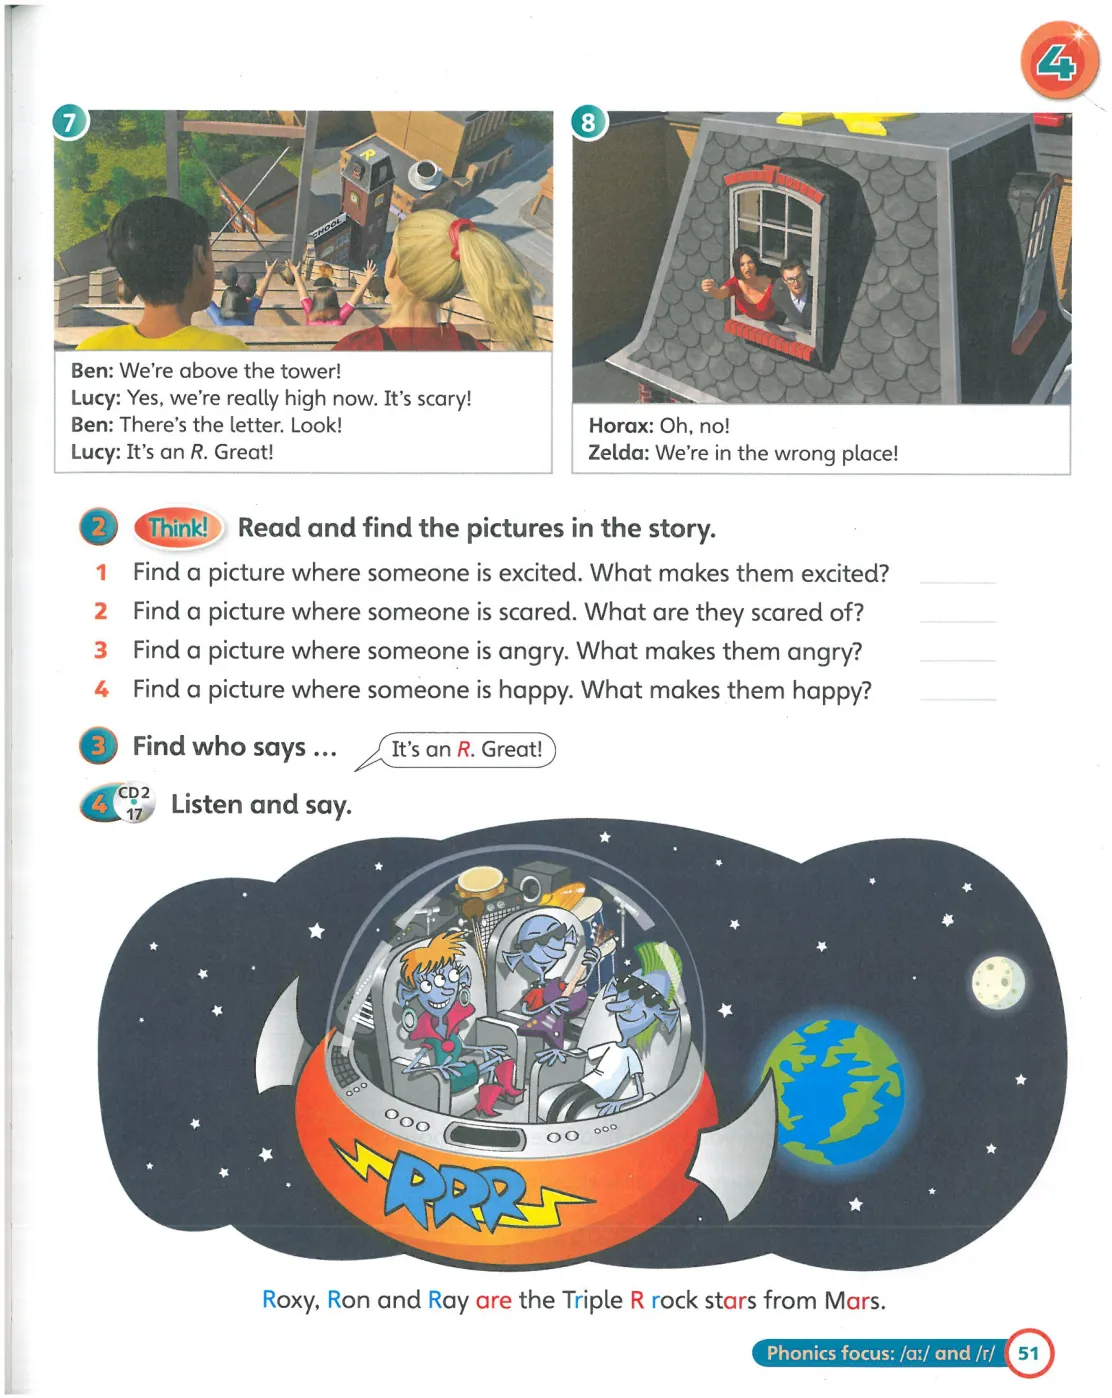 4
7
R
SCHOOL
Ben: We're above the tower!
Lucy: Yes, we're really high now. It's scary!
Ben: There's the letter. Look!
Lucy: It's an R. Great!
8
Horax: Oh, no!
Zelda: We're in the wrong place!
2 Think! Read and find the pictures in the story.
1 Find a picture where someone is excited. What makes them excited?
2 Find a picture where someone is scared. What are they scared of?
3 Find a picture where someone is angry. What makes them angry?
4 Find a picture where someone is happy. What makes them happy?
3 Find who says ... It's an R. Great!
4 CD2 17 Listen and say.
RRR
Roxy, Ron and Ray are the Triple R rock stars from Mars.
Phonics focus: /ɑː/ and /r/ 51